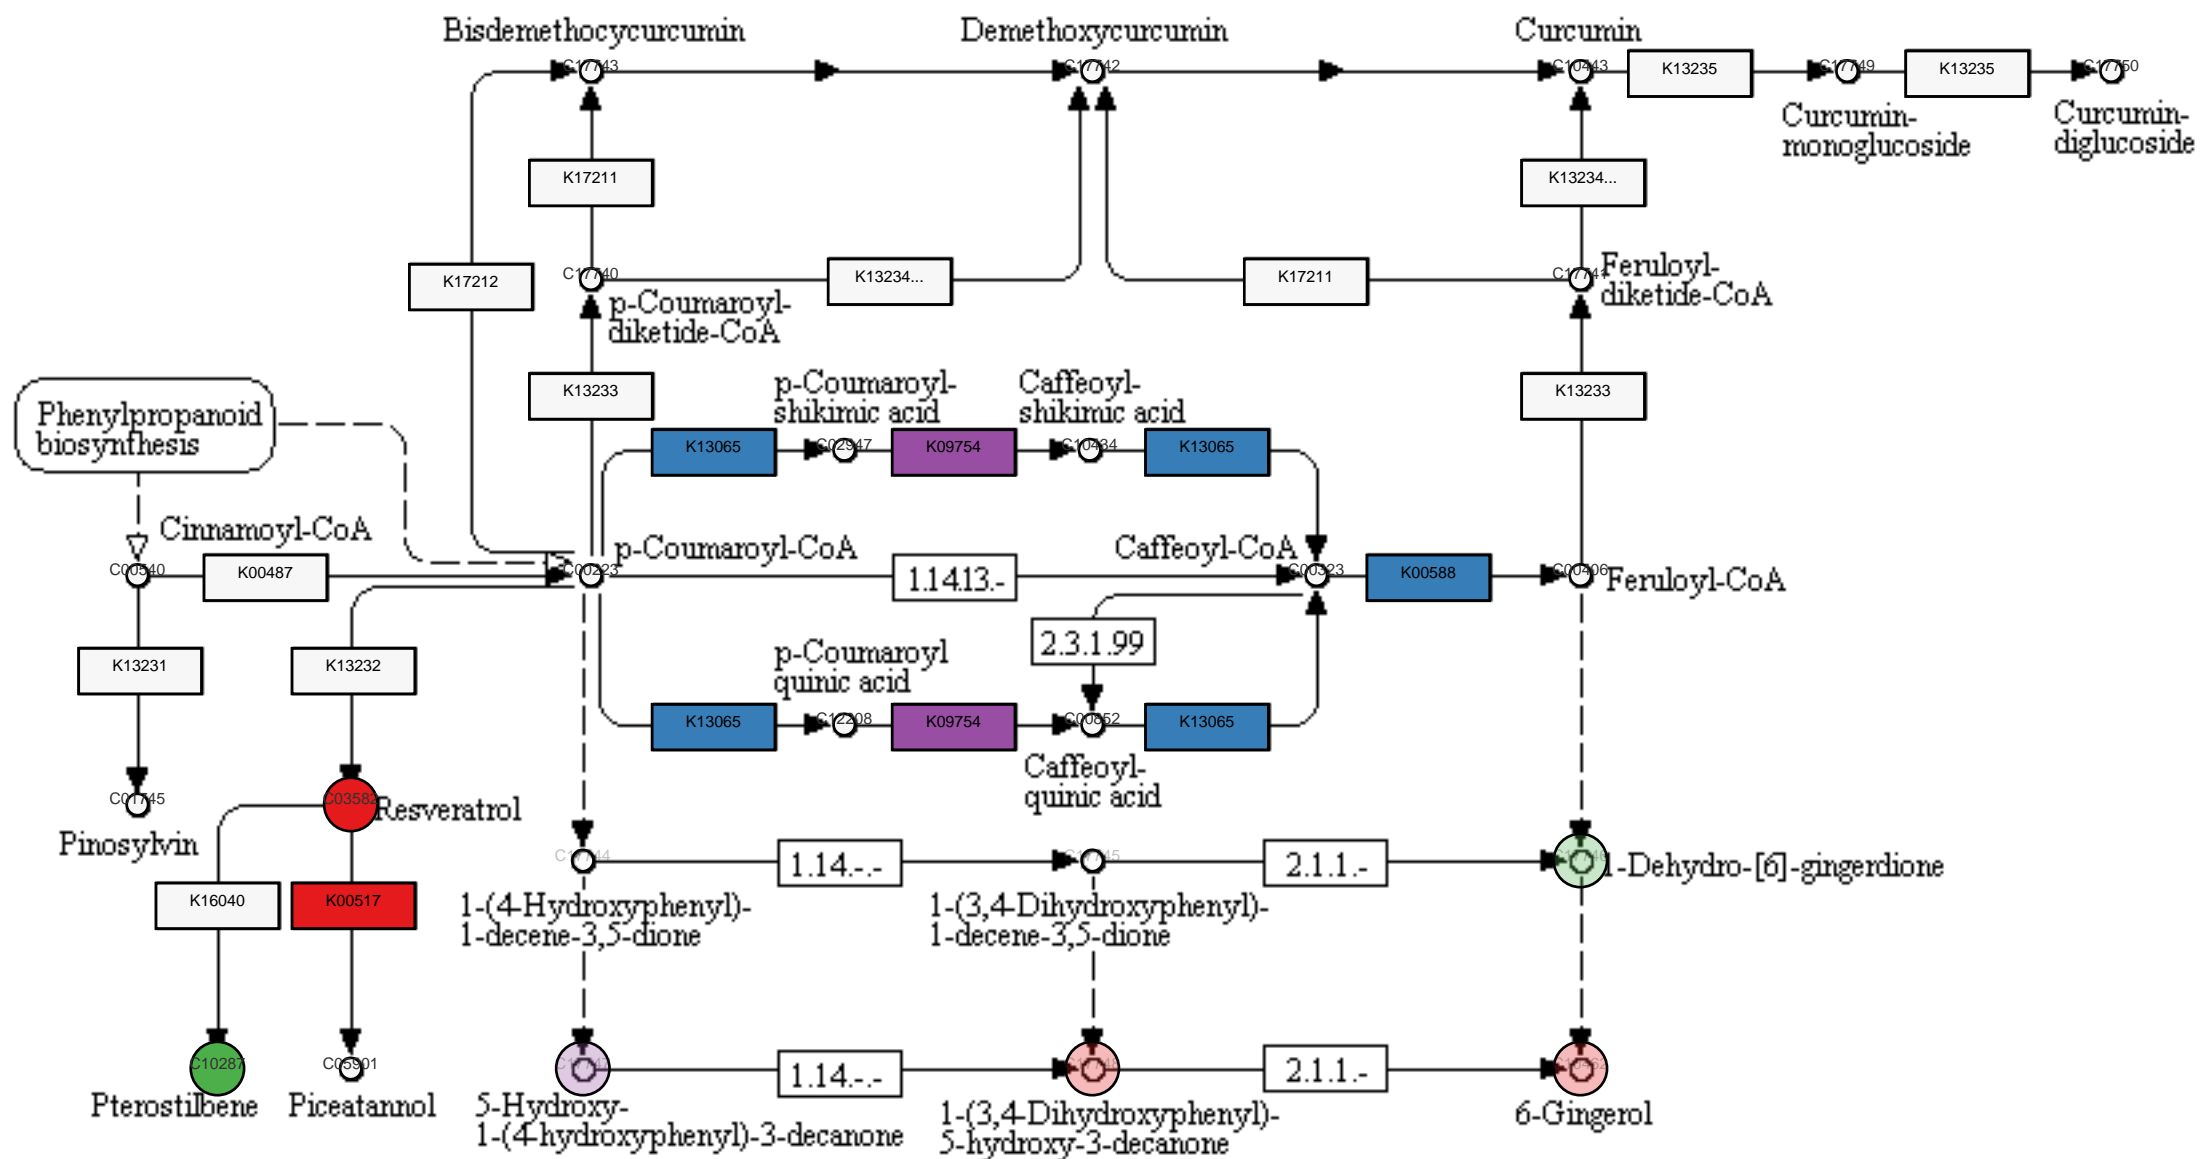 Bisdemethocycurcumin
Demethoxycurcumin
Curcumin
C17743
C17742
C10443
K13235
C17749
K13235
C17750
Curcumin-
monoglucoside
Curcumin-
diglucoside
K17211
K13234...
K17212
C17740
K13234...
K17211
C17741
Feruloyl-
diketide-CoA
p-Coumaroyl-
diketide-CoA
K13233
p-Coumaroyl-
shikimic acid
Caffeoyl-
shikimic acid
K13233
Phenylpropanoid
biosynthesis
K13065
C02947
K09754
C10434
K13065
Cinnamoyl-CoA
p-Coumaroyl-CoA
Caffeoyl-CoA
C00540
K00487
C00223
1.14.13.-
C00323
K00588
C00406
Feruloyl-CoA
2.3.1.99
K13231
K13232
p-Coumaroyl
quinic acid
K13065
C12208
K09754
C00852
K13065
Caffeoyl-
quinic acid
C01745
C03582
Resveratrol
Pinosylvin
C17744
1.14.-.-
C17745
2.1.1.-
1-Dehydro-[6]-gingerdione
K16040
K00517
1-(4-Hydroxyphenyl)-
1-decene-3,5-dione
1-(3,4-Dihydroxyphenyl)-
1-decene-3,5-dione
C10287
C05901
1.14.-.-
2.1.1.-
Pterostilbene
Piceatannol
5-Hydroxy-
1-(4-hydroxyphenyl)-3-decanone
1-(3,4-Dihydroxyphenyl)-
5-hydroxy-3-decanone
6-Gingerol